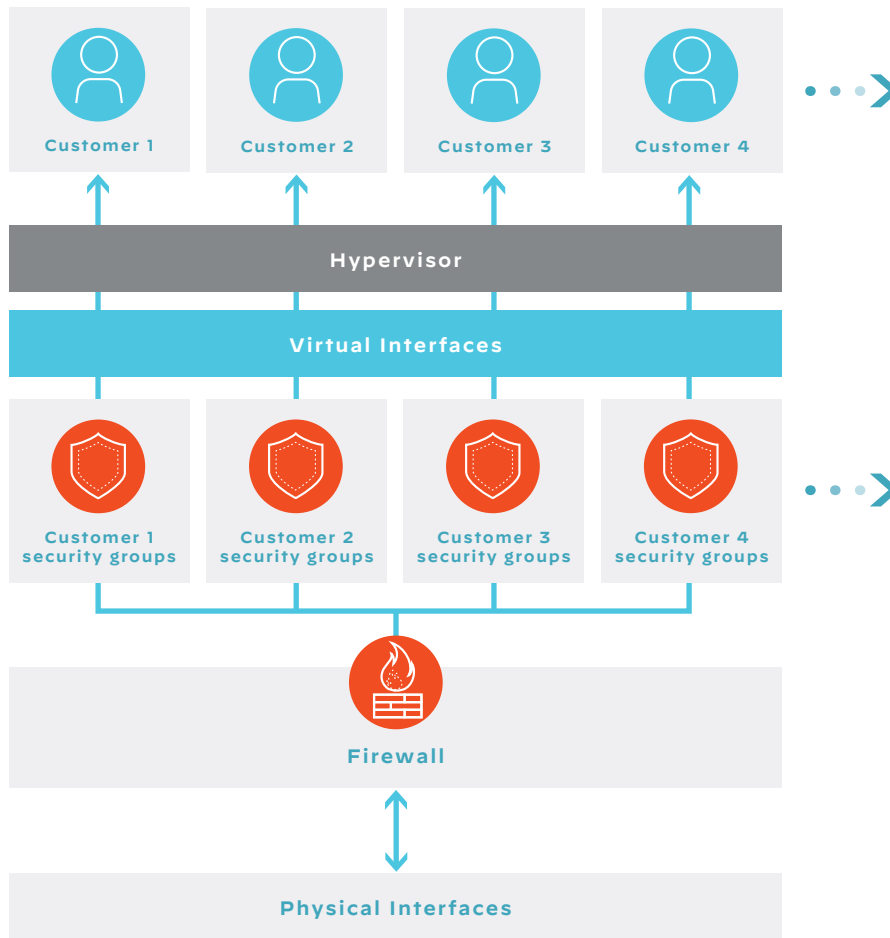 Customer 1
Customer 2
Customer 3
Customer 4
Hypervisor
Virtual Interfaces
Customer 1
security groups
Customer 2
security groups
Customer 3
security groups
Customer 4
security groups
Firewall
Physical Interfaces